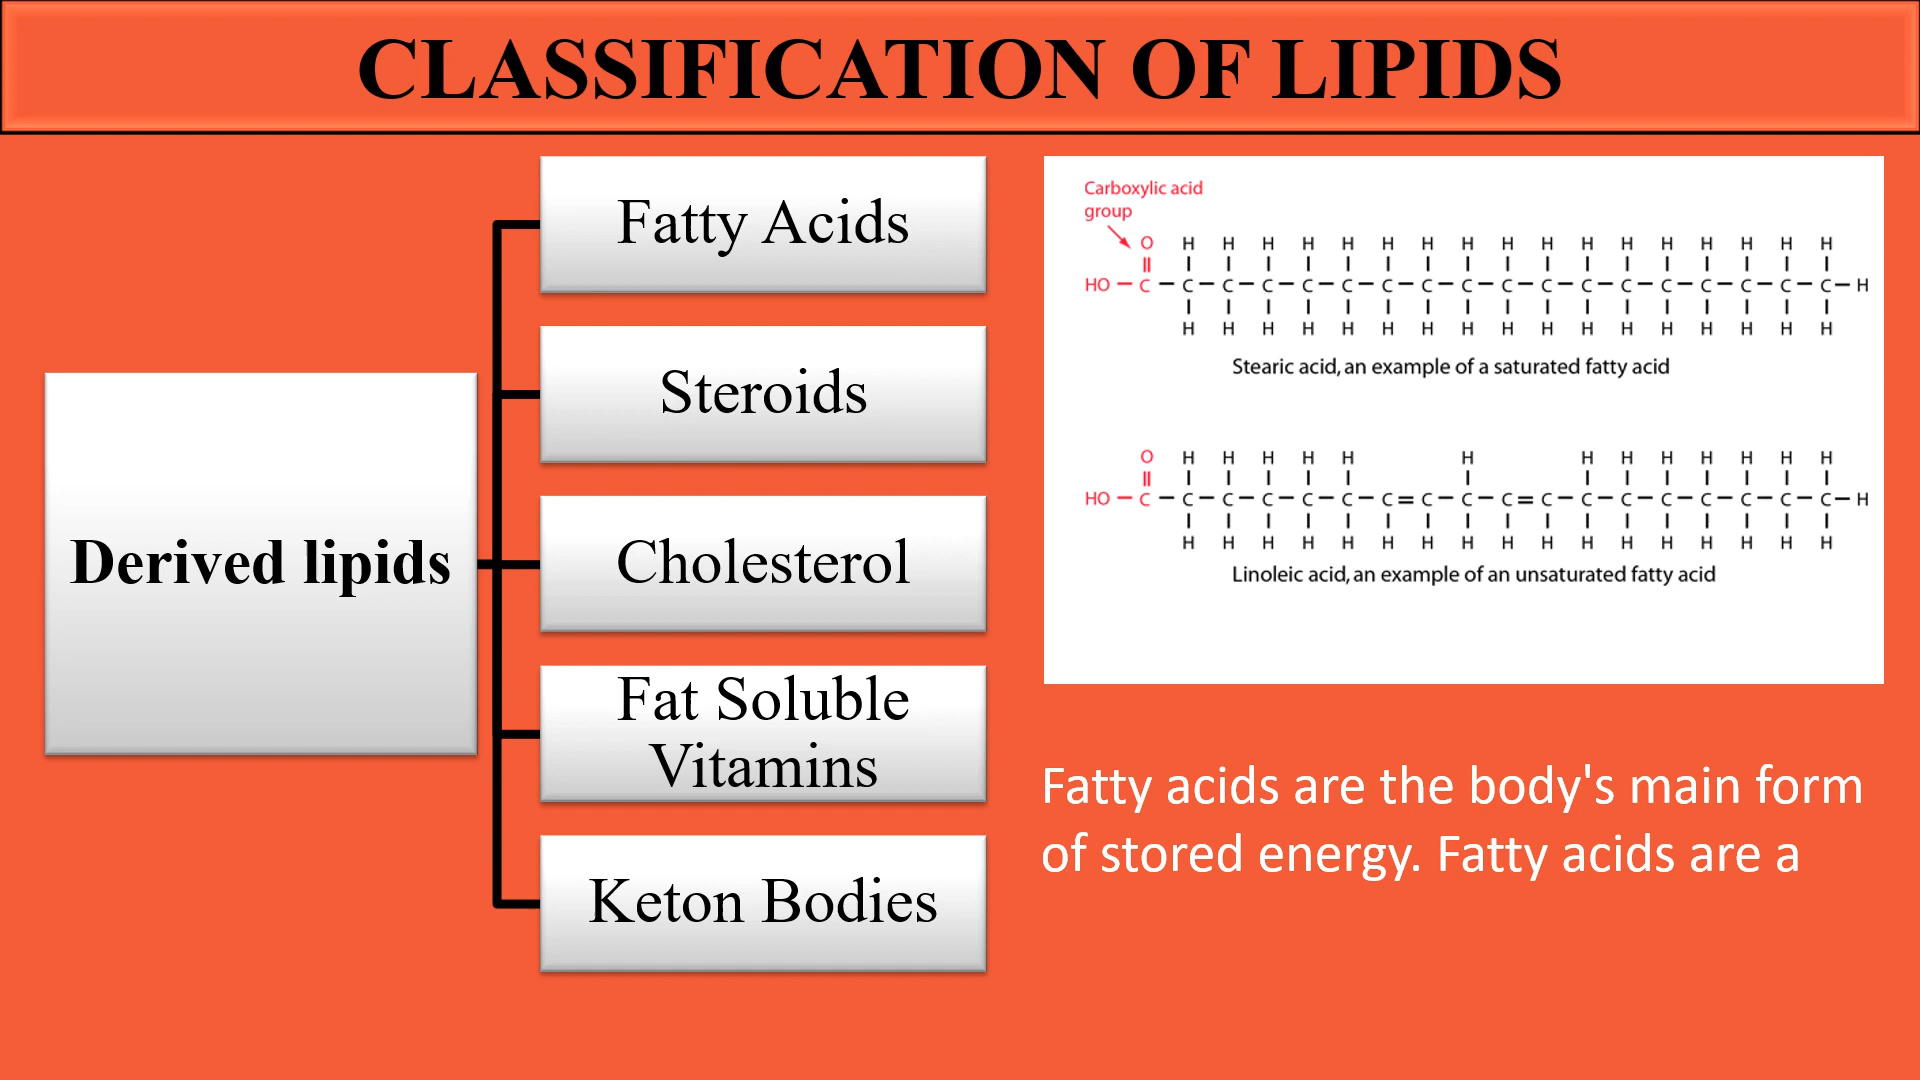 CLASSIFICATION OF LIPIDS
Derived lipids
Fatty Acids
Steroids
Cholesterol
Fat Soluble
Vitamins
Keton Bodies
Carboxylic acid
group
O H H H H H H H H H H H H H H H H H
HO C C C C C C C C C C C C C C C C C C H
H H H H H H H H H H H H H H H H H
Stearic acid, an example of a saturated fatty acid
O H H H H H H H H H H H H H
HO C C C C C C C=C C C=C C C C C C C C H
H H H H H H H H H H H H H H H H H
Linoleic acid, an example of an unsaturated fatty acid
Fatty acids are the body's main form
of stored energy. Fatty acids are a